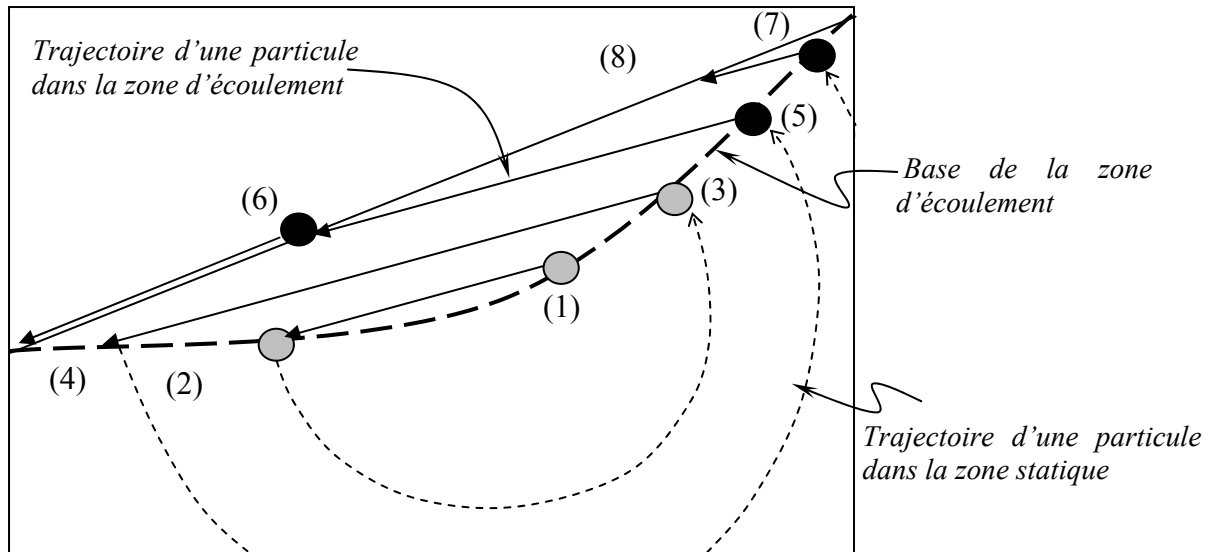 (7)
Trajectoire d'une particule
dans la zone d'écoulement
(8)
(5)
Base de la zone
d'écoulement
(6)
(3)
(1)
(4)
(2)
Trajectoire d'une particule
dans la zone statique